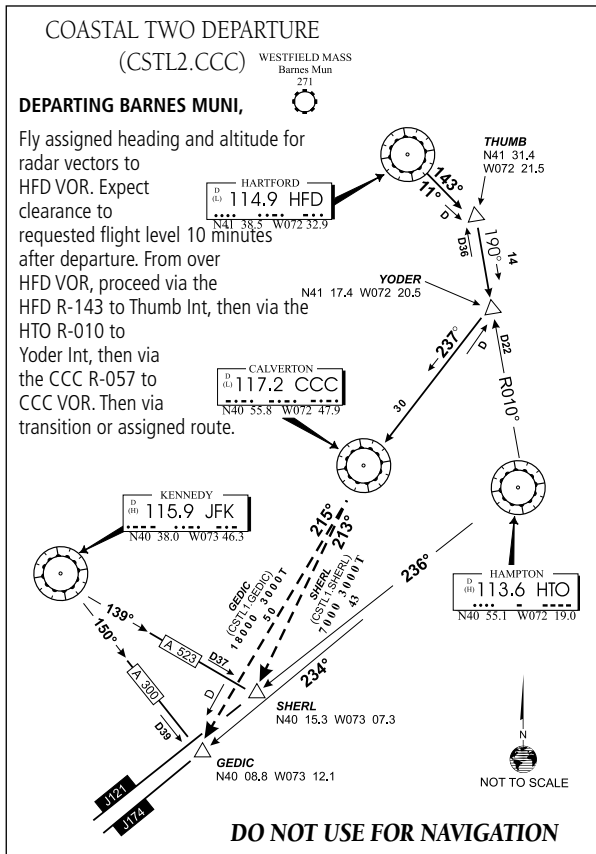 COASTAL TWO DEPARTURE
(CSTL2.CCC)
WESTFIELD MASS
Barnes Mun
271
DEPARTING BARNES MUNI,
Fly assigned heading and altitude for
radar vectors to
HFD VOR. Expect
clearance to
requested flight level 10 minutes
after departure. From over
HFD VOR, proceed via the
HFD R-143 to Thumb Int, then via the
HTO R-010 to
Yoder Int, then via
the CCC R-057 to
CCC VOR. Then via
transition or assigned route.
HARTFORD
D
(L) 114.9 HFD
N41 38.5 W072 32.9
143°
11°
D
THUMB
N41 31.4
W072 21.5
D36
190°
14
YODER
N41 17.4 W072 20.5
237°
D
30
D22
R010°
CALVERTON
D
(L) 117.2 CCC
N40 55.8 W072 47.9
KENNEDY
D
(H) 115.9 JFK
N40 38.0 W073 46.3
HAMPTON
D
(H) 113.6 HTO
N40 55.1 W072 19.0
215°
213°
GEDIC
(CSTL1.GEDIC)
18000 3000T
50
SHERL
(CSTL1.SHERL)
7000 3000T
43
236°
234°
139°
A 523
D37
150°
A 300
D39
D
SHERL
N40 15.3 W073 07.3
GEDIC
N40 08.8 W073 12.1
J121
J174
N
NOT TO SCALE
DO NOT USE FOR NAVIGATION